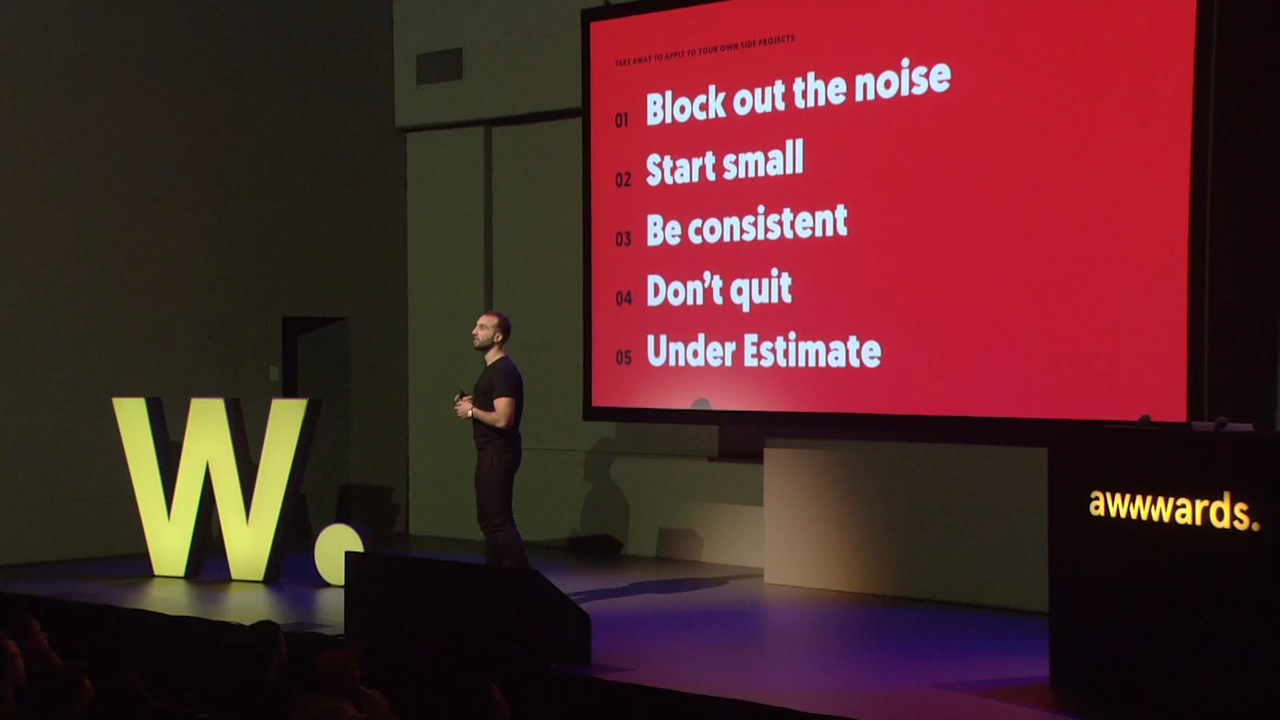 TAKE AWAY TO APPLY TO YOUR OWN SIDE PROJECTS
01 Block out the noise
02 Start small
03 Be consistent
04 Don't quit
05 Under Estimate
W.
awwwards.